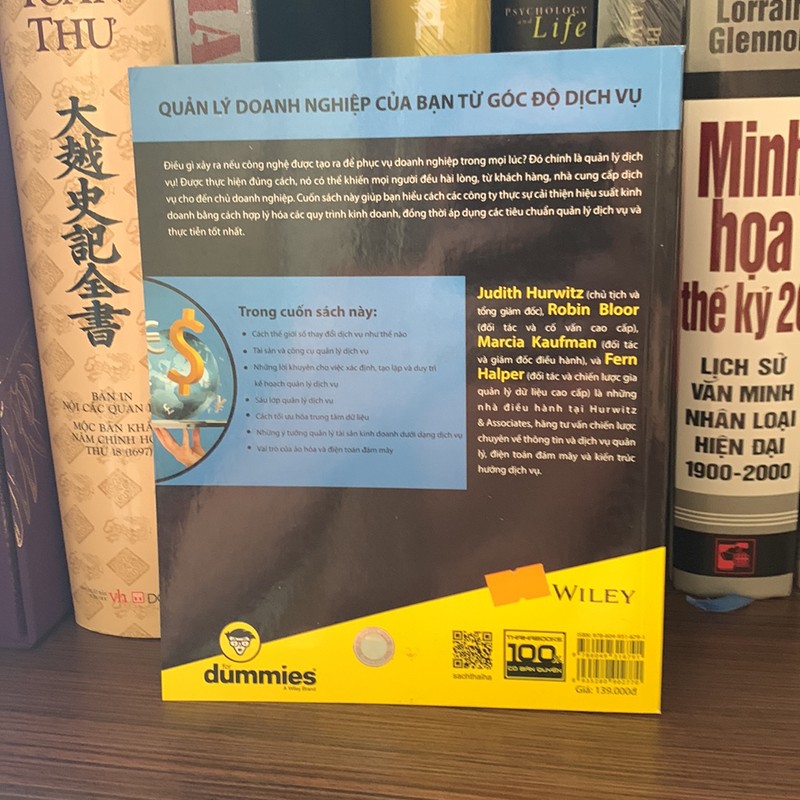 TOÀN
THƯ
大越史記全書
BẢN IN
NỘI CÁC QUAN
MỘC BẢN KHẮ
NĂM CHÍNH HÒ
THỨ 18 (1697)
PSYCHOLOGY
and
Life
Lorrain
Glenno
QUẢN LÝ DOANH NGHIỆP CỦA BẠN TỪ GÓC ĐỘ DỊCH VỤ
Điều gì xảy ra nếu công nghệ được tạo ra để phục vụ doanh nghiệp trong mọi lúc? Đó chính là quản lý dịch
vụ! Được thực hiện đúng cách, nó có thể khiến mọi người đều hài lòng, từ khách hàng, nhà cung cấp dịch
vụ cho đến chủ doanh nghiệp. Cuốn sách này giúp bạn hiểu cách các công ty thực sự cải thiện hiệu suất kinh
doanh bằng cách hợp lý hóa các quy trình kinh doanh, đồng thời áp dụng các tiêu chuẩn quản lý dịch vụ và
thực tiễn tốt nhất.
Trong cuốn sách này:
• Cách thế giới số thay đổi dịch vụ như thế nào
• Tài sản và công cụ quản lý dịch vụ
• Những lời khuyên cho việc xác định, tạo lập và duy trì
kế hoạch quản lý dịch vụ
• Sáu lớp quản lý dịch vụ
• Cách tối ưu hóa trung tâm dữ liệu
• Những ý tưởng quản lý tài sản kinh doanh dưới dạng dịch vụ
• Vai trò của ảo hóa và điện toán đám mây
Judith Hurwitz (chủ tịch và
tổng giám đốc), Robin Bloor
(đối tác và cố vấn cao cấp),
Marcia Kaufman (đối tác
và giám đốc điều hành), và Fern
Halper (đối tác và chiến lược gia
quản lý dữ liệu cao cấp) là những
nhà điều hành tại Hurwitz
& Associates, hãng tư vấn chiến lược
chuyên về thông tin và dịch vụ quản
lý, điện toán đám mây và kiến trúc
hướng dịch vụ.
WILEY
for
dummies
A Wiley Brand
sachthaiha
THAIHABOOKS
100%
CÓ BẢN QUYỀN
Giá: 139.000đ
Minh
họa
thế kỷ 20
LỊCH SỬ
VĂN MINH
NHÂN LOẠI
HIỆN ĐẠI
1900-2000